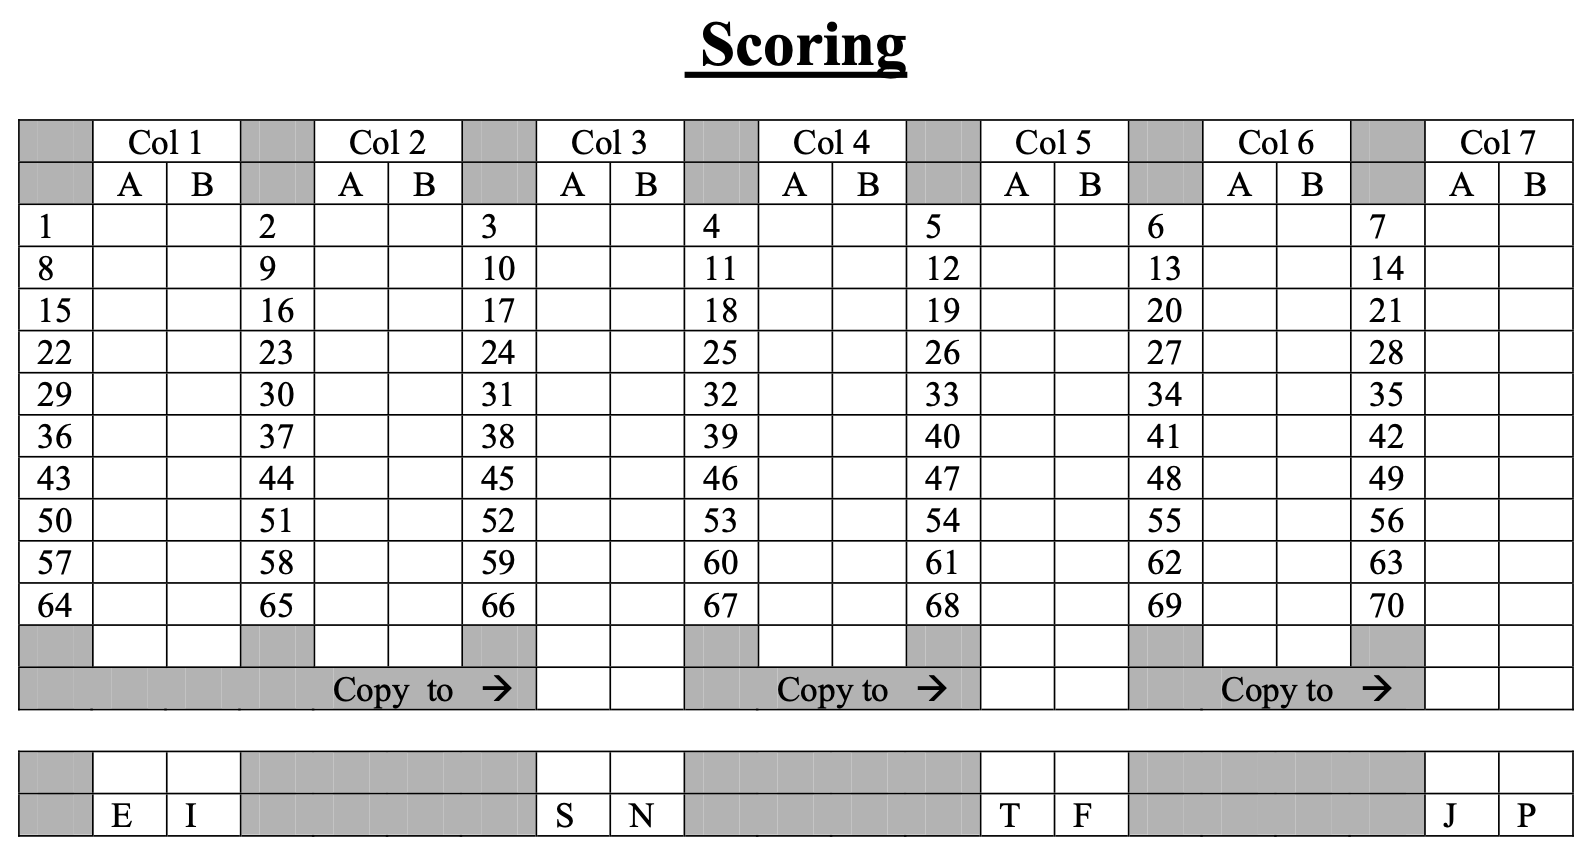 Scoring
Col 1 Col 2 Col 3 Col 4 Col 5 Col 6 Col 7
A B A B A B A B A B A B A B
1 2 3 4 5 6 7
8 9 10 11 12 13 14
15 16 17 18 19 20 21
22 23 24 25 26 27 28
29 30 31 32 33 34 35
36 37 38 39 40 41 42
43 44 45 46 47 48 49
50 51 52 53 54 55 56
57 58 59 60 61 62 63
64 65 66 67 68 69 70
Copy to → Copy to → Copy to →
E I S N T F J P